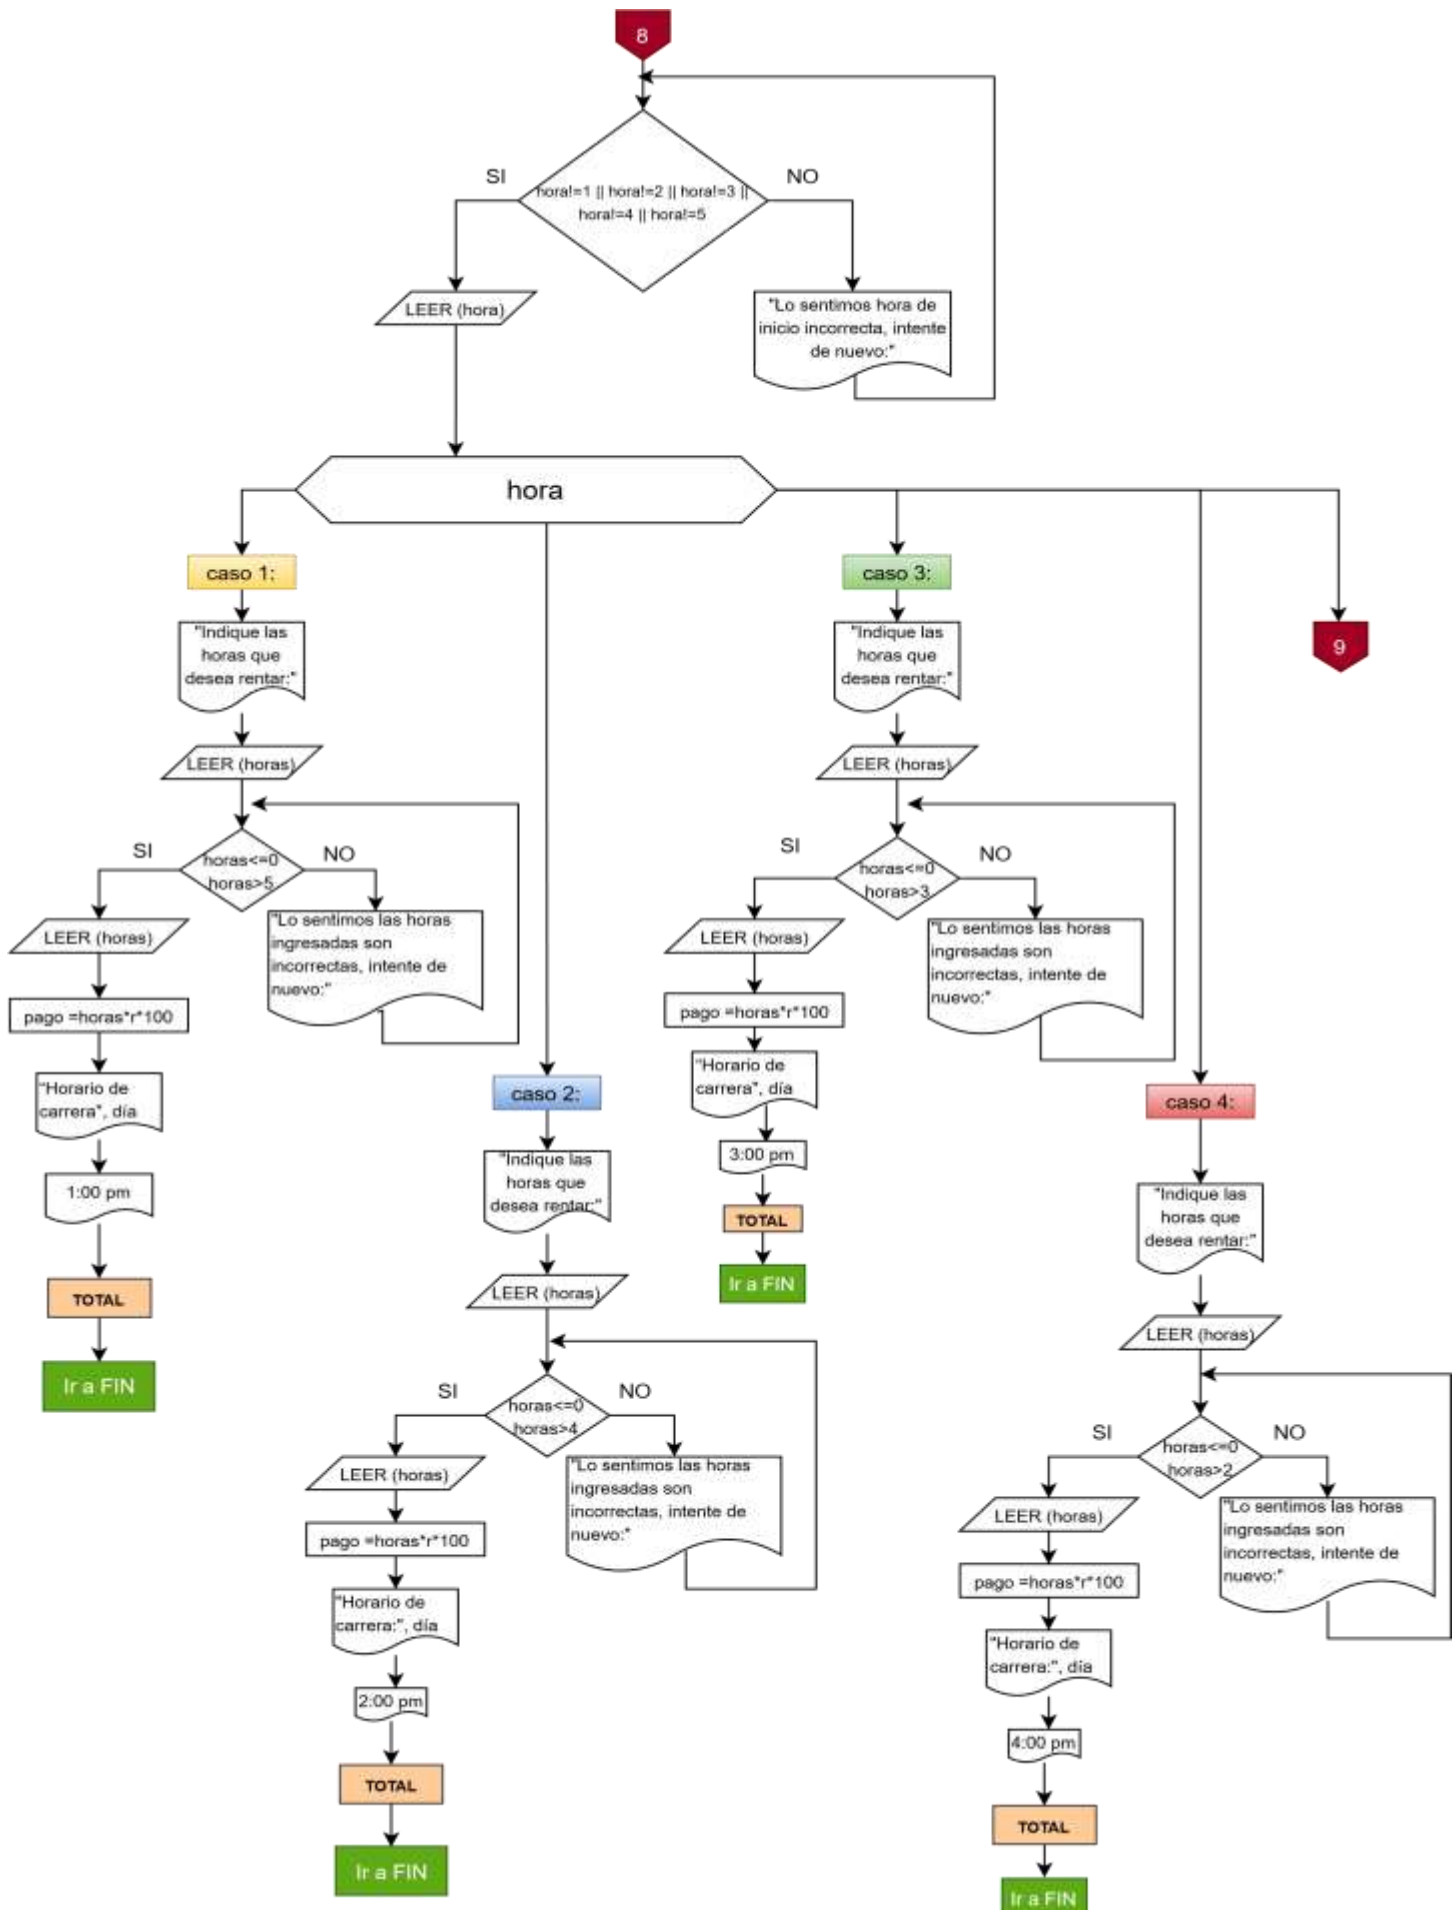 8
SI
NO
hora!=1 || hora!=2 || hora!=3 ||
hora!=4 || hora!=5
LEER (hora)
"Lo sentimos hora de
inicio incorrecta, intente
de nuevo:"
hora
caso 1:
"Indique las
horas que
desea rentar:"
LEER (horas)
SI
NO
horas<=0
horas>5
LEER (horas)
"Lo sentimos las horas
ingresadas son
incorrectas, intente de
nuevo:"
pago =horas*r*100
"Horario de
carrera", día
1:00 pm
TOTAL
Ir a FIN
caso 2:
"Indique las
horas que
desea rentar:"
LEER (horas)
SI
NO
horas<=0
horas>4
LEER (horas)
"Lo sentimos las horas
ingresadas son
incorrectas, intente de
nuevo:"
pago =horas*r*100
"Horario de
carrera:", día
2:00 pm
TOTAL
Ir a FIN
caso 3:
"Indique las
horas que
desea rentar:"
LEER (horas)
SI
NO
horas<=0
horas>3
LEER (horas)
"Lo sentimos las horas
ingresadas son
incorrectas, intente de
nuevo:"
pago =horas*r*100
"Horario de
carrera", día
3:00 pm
TOTAL
Ir a FIN
caso 4:
"Indique las
horas que
desea rentar:"
LEER (horas)
SI
NO
horas<=0
horas>2
LEER (horas)
"Lo sentimos las horas
ingresadas son
incorrectas, intente de
nuevo:"
pago =horas*r*100
"Horario de
carrera:", día
4:00 pm
TOTAL
Ir a FIN
9